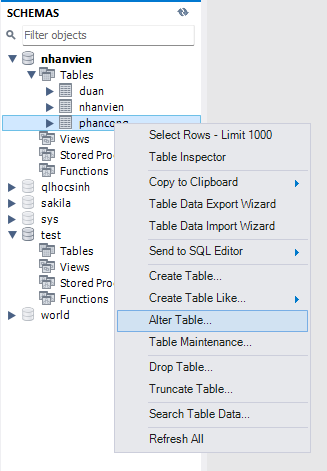 SCHEMAS
Filter objects
nhanvien
Tables
duan
nhanvien
phancong
Views
Stored Pro
Functions
qlhocsinh
sakila
sys
test
Tables
Views
Stored Pro
Functions
world
Select Rows - Limit 1000
Table Inspector
Copy to Clipboard
Table Data Export Wizard
Table Data Import Wizard
Send to SQL Editor
Create Table...
Create Table Like...
Alter Table...
Table Maintenance...
Drop Table...
Truncate Table...
Search Table Data...
Refresh All